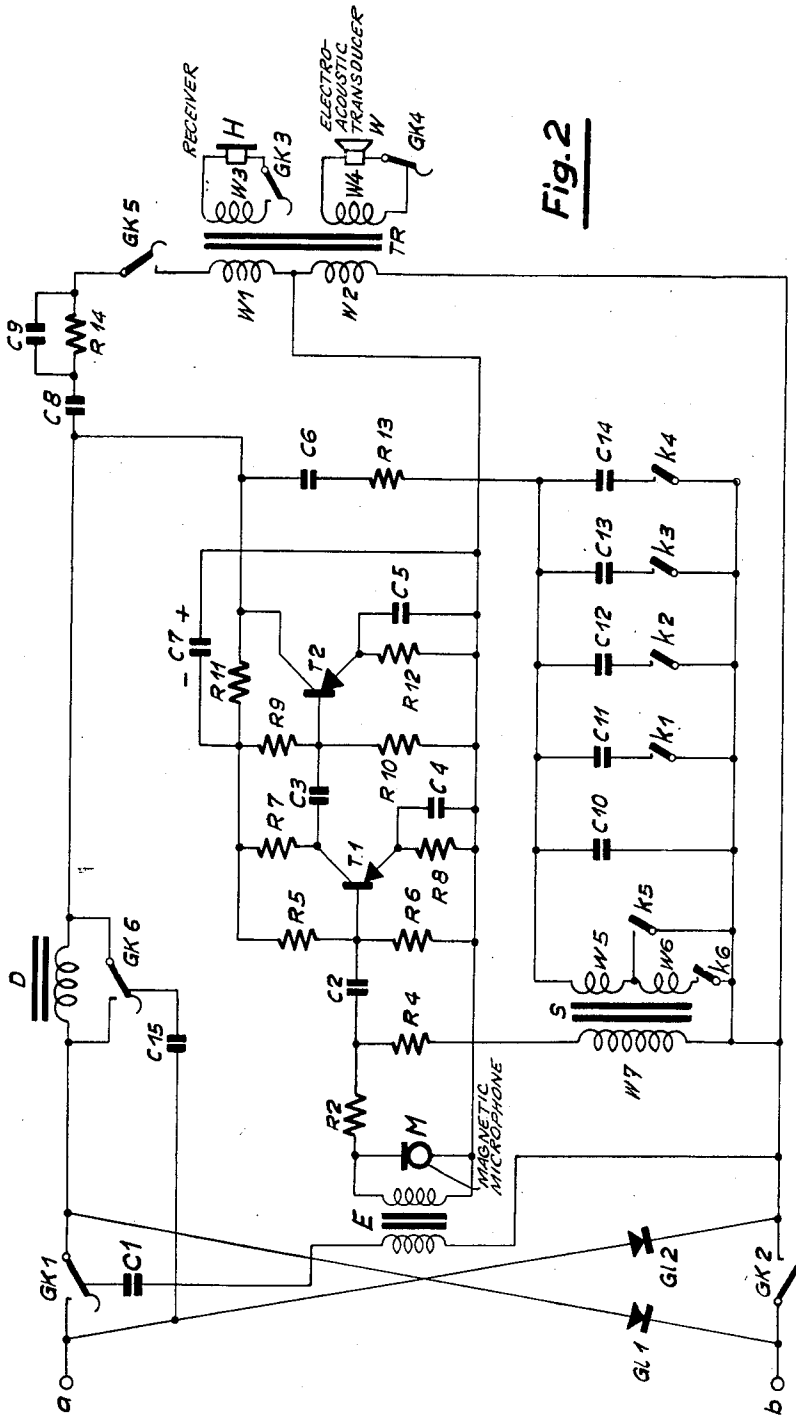 a
b
GK1
C1
C15
GK6
D
GL1
GL2
GK2
E
M
MAGNETIC
MICROPHONE
R2
C2
R4
R5
R6
R7
R8
T1
C3
C4
R9
R10
R11
- C7 +
T2
R12
C5
C6
R13
C8
C9
R14
GK5
W1
W2
TR
W3
H
RECEIVER
GK3
W4
W
ELECTRO-
ACOUSTIC
TRANSDUCER
GK4
S
W5
W6
W7
K5
K6
C10
C11
K1
C12
K2
C13
K3
C14
K4
Fig.2